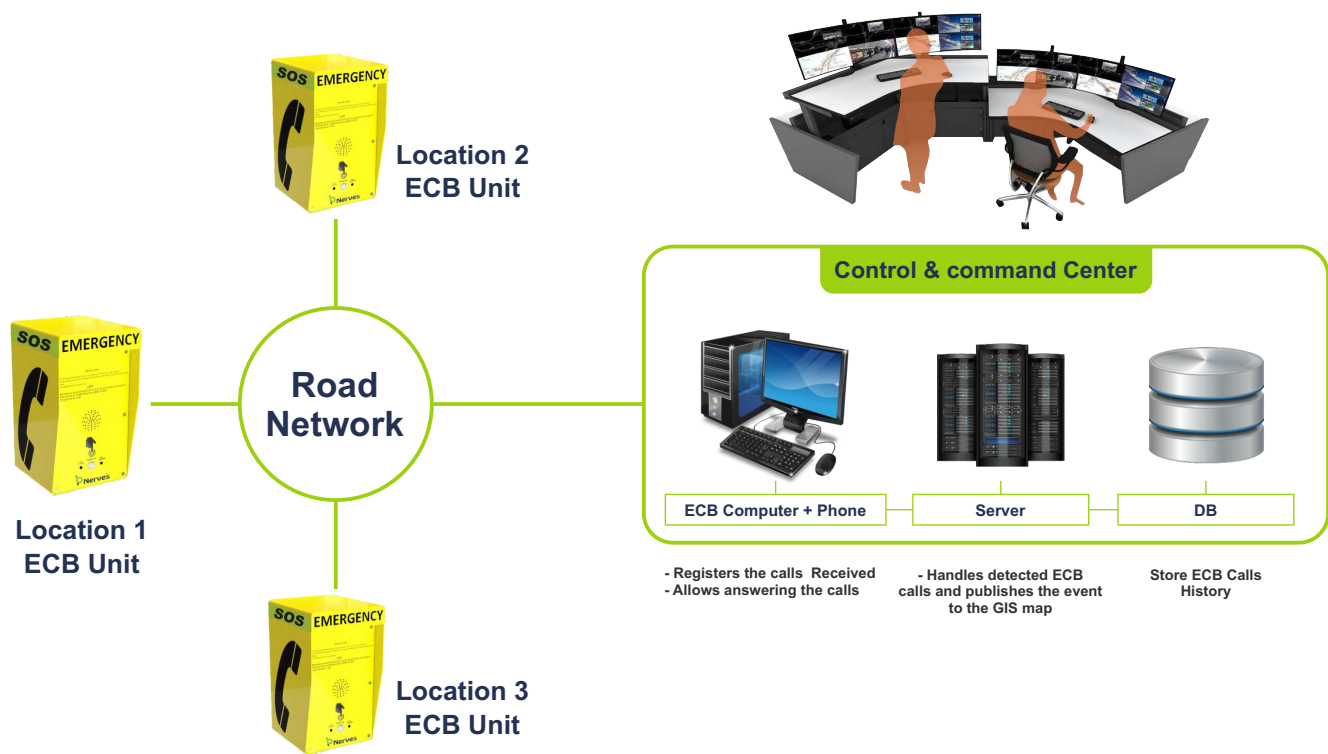 SOS EMERGENCY
Nerves
Location 2
ECB Unit
Control & command Center
SOS EMERGENCY
Nerves
Location 1
ECB Unit
Road
Network
ECB Computer + Phone
Server
DB
- Registers the calls Received
- Allows answering the calls
- Handles detected ECB
calls and publishes the event
to the GIS map
Store ECB Calls
History
SOS EMERGENCY
Nerves
Location 3
ECB Unit